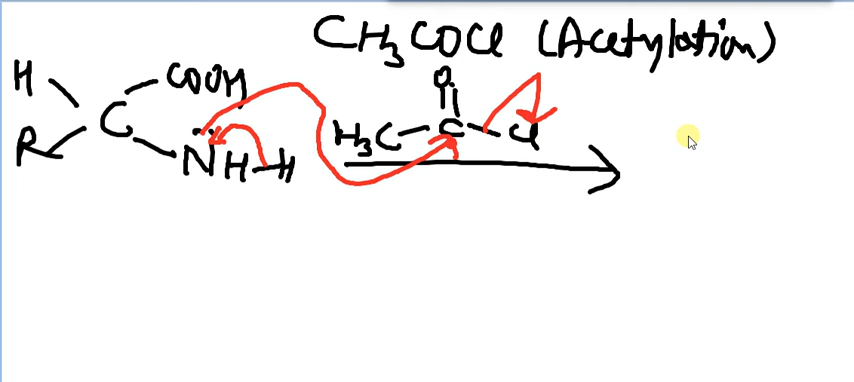 CH3COCl (Acetylation)
H COOH
C
R NH-H
O
H3C-C-Cl